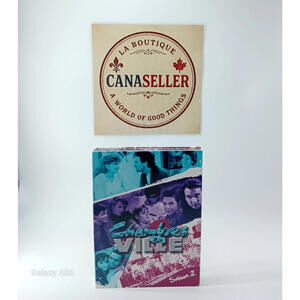 LA BOUTIQUE
CANASELLER
A WORLD OF GOOD THINGS
Chambres
en
VILLE
Saison 2
Galaxy A06